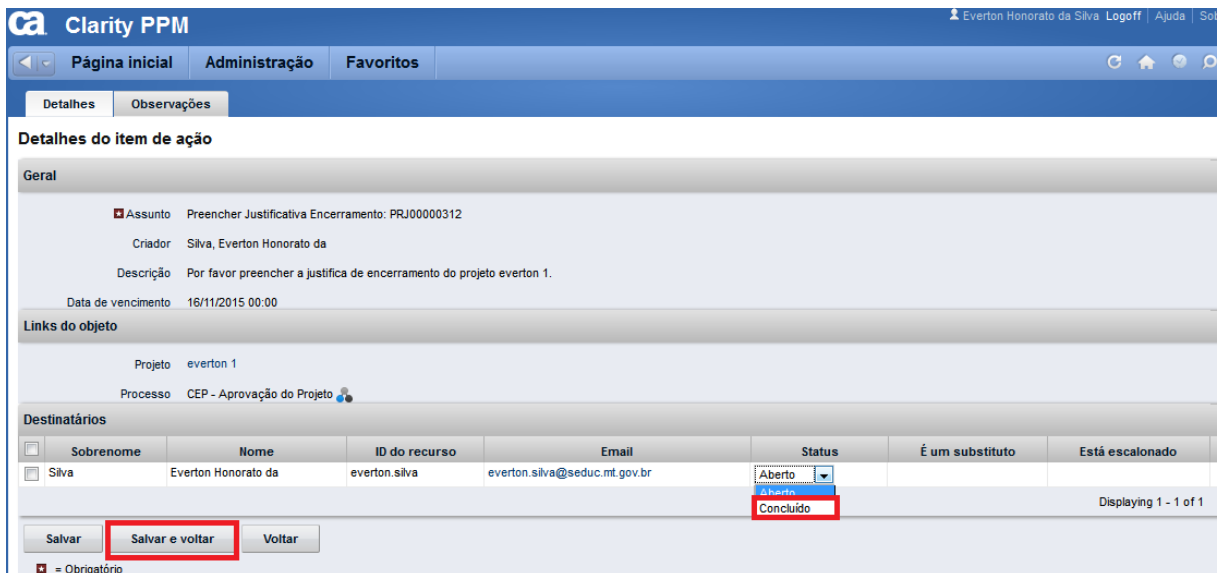 ca Clarity PPM
Everton Honorato da Silva Logoff | Ajuda | Sob
Página inicial Administração Favoritos
Detalhes Observações
Detalhes do item de ação
Geral
Assunto Preencher Justificativa Encerramento: PRJ00000312
Criador Silva, Everton Honorato da
Descrição Por favor preencher a justifica de encerramento do projeto everton 1.
Data de vencimento 16/11/2015 00:00
Links do objeto
Projeto everton 1
Processo CEP - Aprovação do Projeto
Destinatários
Sobrenome Nome ID do recurso Email Status É um substituto Está escalonado
Silva Everton Honorato da everton.silva everton.silva@seduc.mt.gov.br Aberto
Aberto
Concluído
Displaying 1 - 1 of 1
Salvar Salvar e voltar Voltar
= Obrigatório